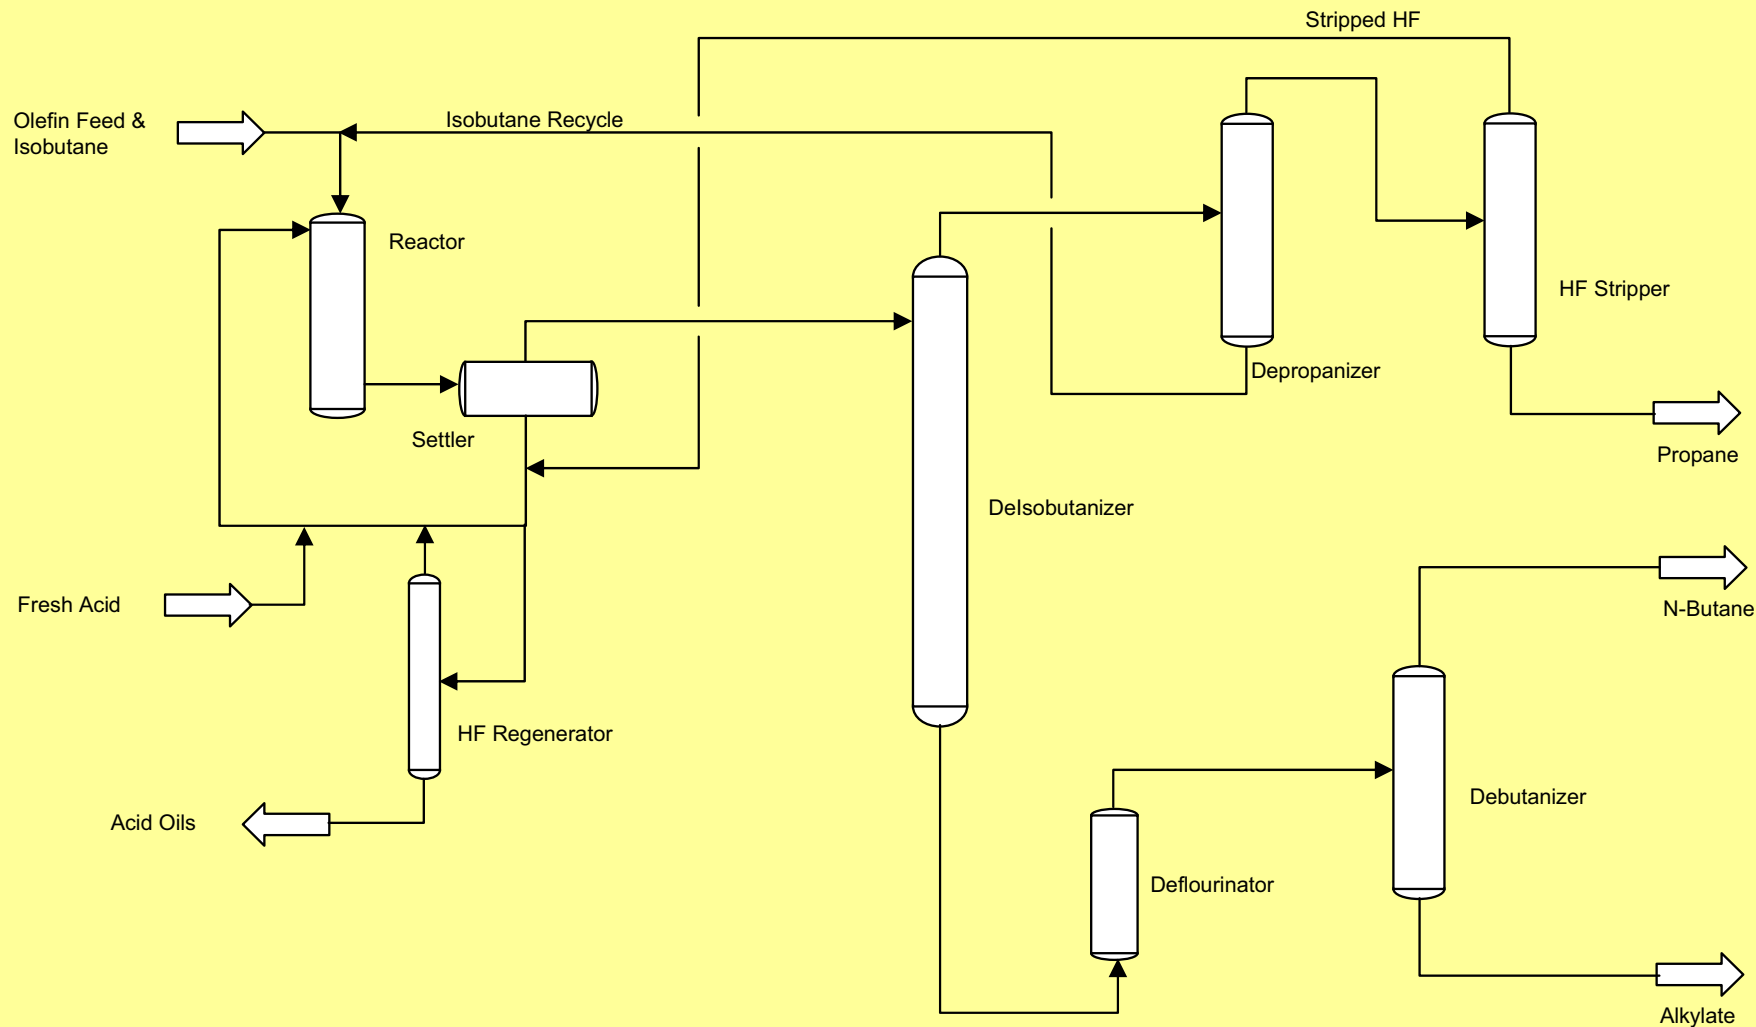 Stripped HF
Olefin Feed &
Isobutane
Isobutane Recycle
Reactor
HF Stripper
Depropanizer
Settler
Propane
DeIsobutanizer
Fresh Acid
N-Butane
HF Regenerator
Debutanizer
Acid Oils
Deflourinator
Alkylate